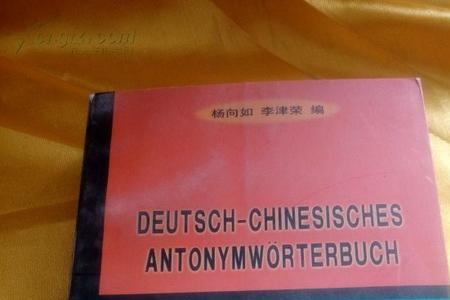 杨向如 李津荣 编
DEUTSCH-CHINESISCHES
ANTONYMWÖRTERBUCH